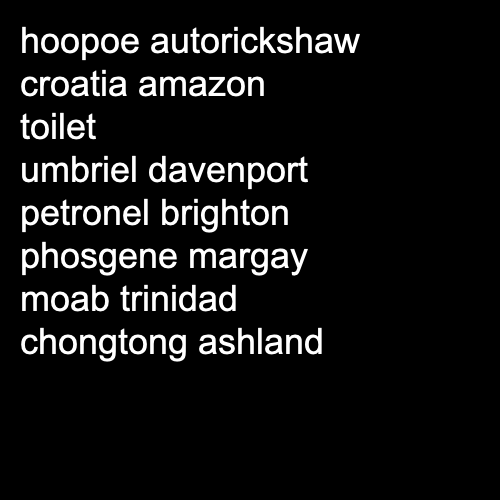 hoopoe autorickshaw
croatia amazon
toilet
umbriel davenport
petronel brighton
phosgene margay
moab trinidad
chongtong ashland